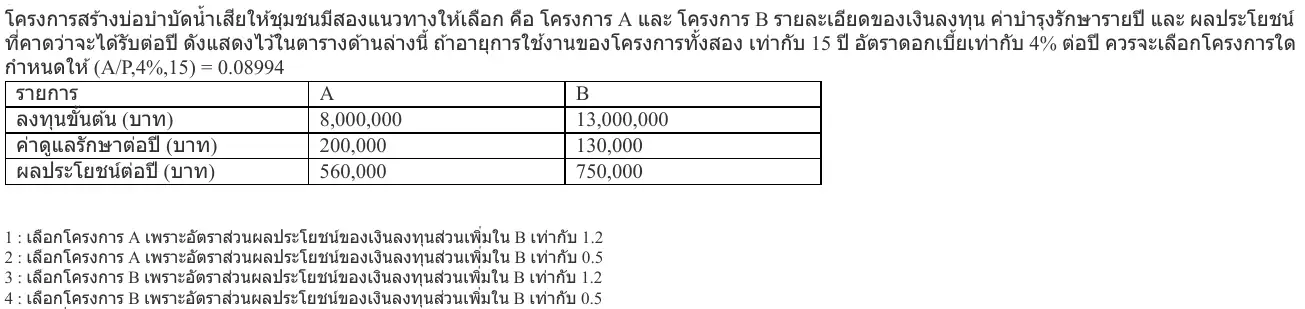 โครงการสร้างบ่อบำบัดน้ำเสียให้ชุมชนมีสองแนวทางให้เลือก คือ โครงการ A และ โครงการ B รายละเอียดของเงินลงทุน ค่าบำรุงรักษารายปี และ ผลประโยชน์
ที่คาดว่าจะได้รับต่อปี ดังแสดงไว้ในตารางด้านล่างนี้ ถ้าอายุการใช้งานของโครงการทั้งสอง เท่ากับ 15 ปี อัตราดอกเบี้ยเท่ากับ 4% ต่อปี ควรจะเลือกโครงการใด
กำหนดให้ (A/P,4%,15) = 0.08994
รายการ A B
ลงทุนขั้นต้น (บาท) 8,000,000 13,000,000
ค่าดูแลรักษาต่อปี (บาท) 200,000 130,000
ผลประโยชน์ต่อปี (บาท) 560,000 750,000
1 : เลือกโครงการ A เพราะอัตราส่วนผลประโยชน์ของเงินลงทุนส่วนเพิ่มใน B เท่ากับ 1.2
2 : เลือกโครงการ A เพราะอัตราส่วนผลประโยชน์ของเงินลงทุนส่วนเพิ่มใน B เท่ากับ 0.5
3 : เลือกโครงการ B เพราะอัตราส่วนผลประโยชน์ของเงินลงทุนส่วนเพิ่มใน B เท่ากับ 1.2
4 : เลือกโครงการ B เพราะอัตราส่วนผลประโยชน์ของเงินลงทุนส่วนเพิ่มใน B เท่ากับ 0.5